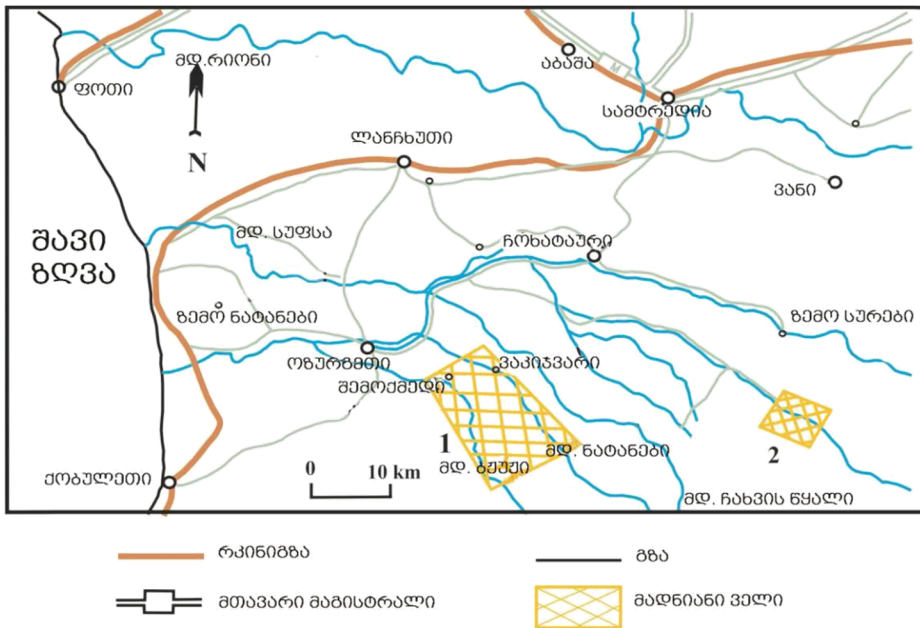 მდ.რიონი
აბაშა
M
ფოთი
სამტრედია
N
ლანჩხუთი
ვანი
შავი
ზღვა
მდ. სუფსა
ჩოხატაური
ზემო ნატანები
ზემო სურები
ოზურგეთი
ვაკიჯვარი
შემოქმედი
1
მდ. ნატანები
2
ქობულეთი
0 10 km
მდ. ბჟუჟი
მდ. ჩახვის წყალი
რკინიგზა
გზა
მთავარი მაგისტრალი
მადნიანი ველი